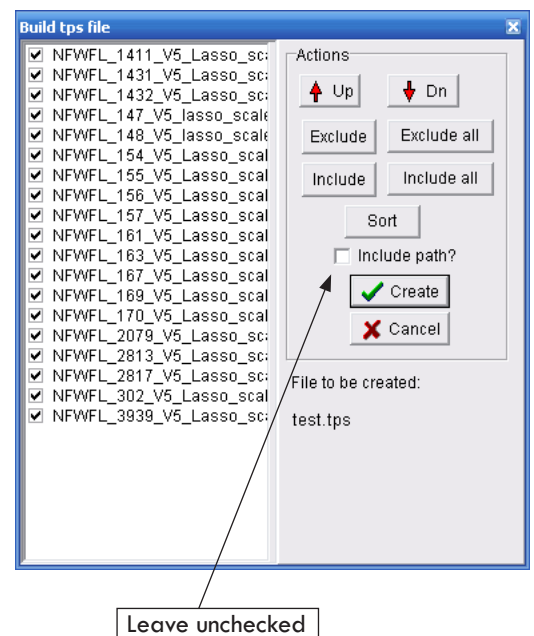 Build tps file
NFWFL_1411_V5_Lasso_sc
NFWFL_1431_V5_Lasso_sc
NFWFL_1432_V5_Lasso_sc
NFWFL_147_V5_lasso_scale
NFWFL_148_V5_lasso_scale
NFWFL_154_V5_Lasso_scal
NFWFL_155_V5_Lasso_scal
NFWFL_156_V5_Lasso_scal
NFWFL_157_V5_Lasso_scal
NFWFL_161_V5_Lasso_scal
NFWFL_163_V5_Lasso_scal
NFWFL_167_V5_Lasso_scal
NFWFL_169_V5_Lasso_scal
NFWFL_170_V5_Lasso_scal
NFWFL_2079_V5_Lasso_sc
NFWFL_2813_V5_Lasso_sc
NFWFL_2817_V5_Lasso_sc
NFWFL_302_V5_Lasso_scal
NFWFL_3939_V5_Lasso_sc
Actions
Up Dn
Exclude Exclude all
Include Include all
Sort
Include path?
Create
Cancel
File to be created:
test.tps
Leave unchecked